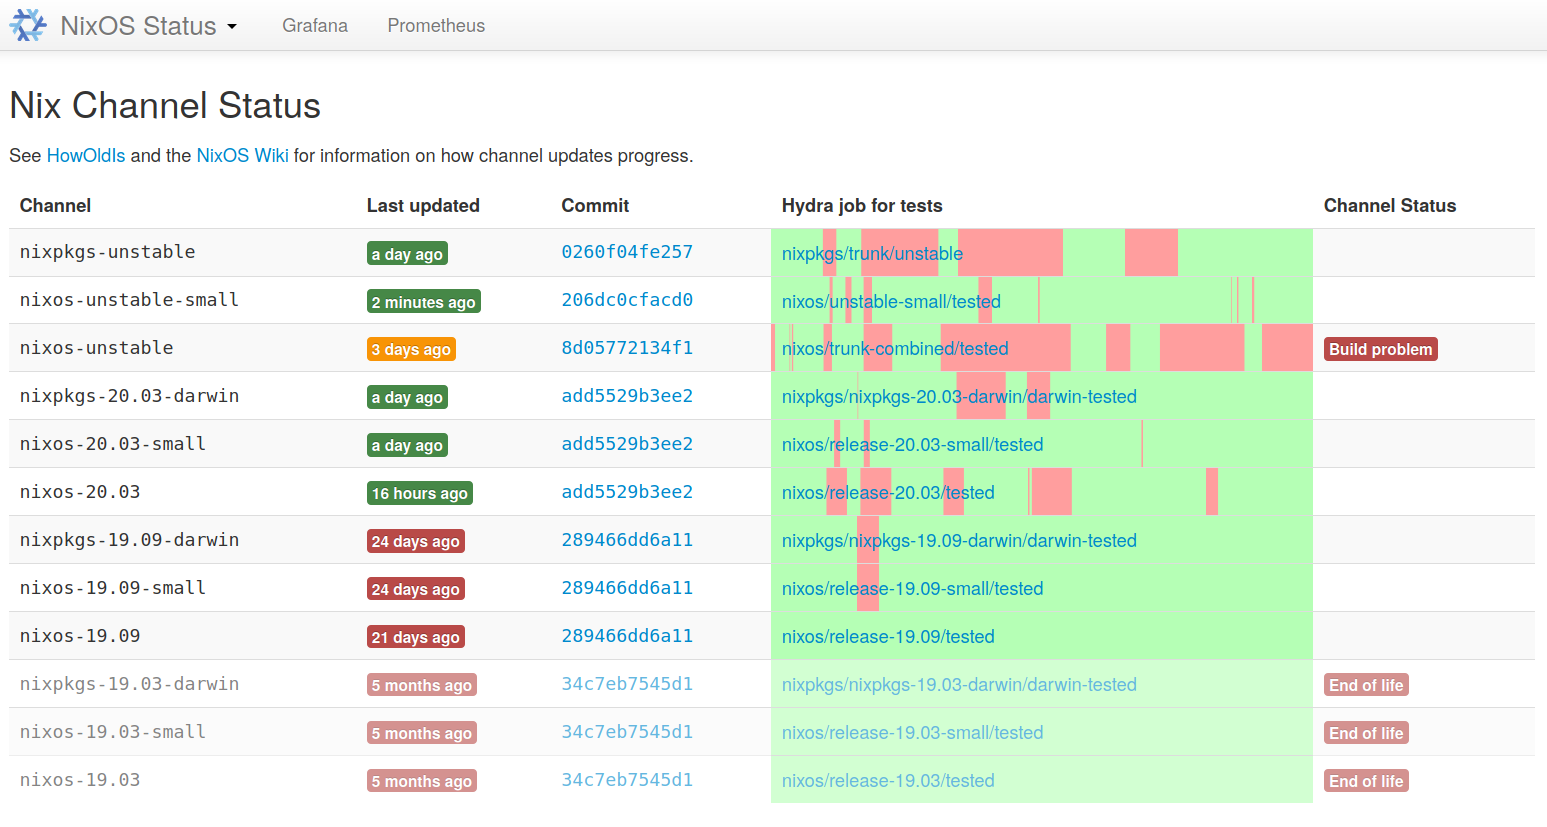 NixOS Status Grafana Prometheus
Nix Channel Status
See HowOldIs and the NixOS Wiki for information on how channel updates progress.
Channel Last updated Commit Hydra job for tests Channel Status
nixpkgs-unstable a day ago 0260f04fe257 nixpkgs/trunk/unstable
nixos-unstable-small 2 minutes ago 206dc0cfacd0 nixos/unstable-small/tested
nixos-unstable 3 days ago 8d05772134f1 nixos/trunk-combined/tested Build problem
nixpkgs-20.03-darwin a day ago add5529b3ee2 nixpkgs/nixpkgs-20.03-darwin/darwin-tested
nixos-20.03-small a day ago add5529b3ee2 nixos/release-20.03-small/tested
nixos-20.03 16 hours ago add5529b3ee2 nixos/release-20.03/tested
nixpkgs-19.09-darwin 24 days ago 289466dd6a11 nixpkgs/nixpkgs-19.09-darwin/darwin-tested
nixos-19.09-small 24 days ago 289466dd6a11 nixos/release-19.09-small/tested
nixos-19.09 21 days ago 289466dd6a11 nixos/release-19.09/tested
nixpkgs-19.03-darwin 5 months ago 34c7eb7545d1 nixpkgs/nixpkgs-19.03-darwin/darwin-tested End of life
nixos-19.03-small 5 months ago 34c7eb7545d1 nixos/release-19.03-small/tested End of life
nixos-19.03 5 months ago 34c7eb7545d1 nixos/release-19.03/tested End of life